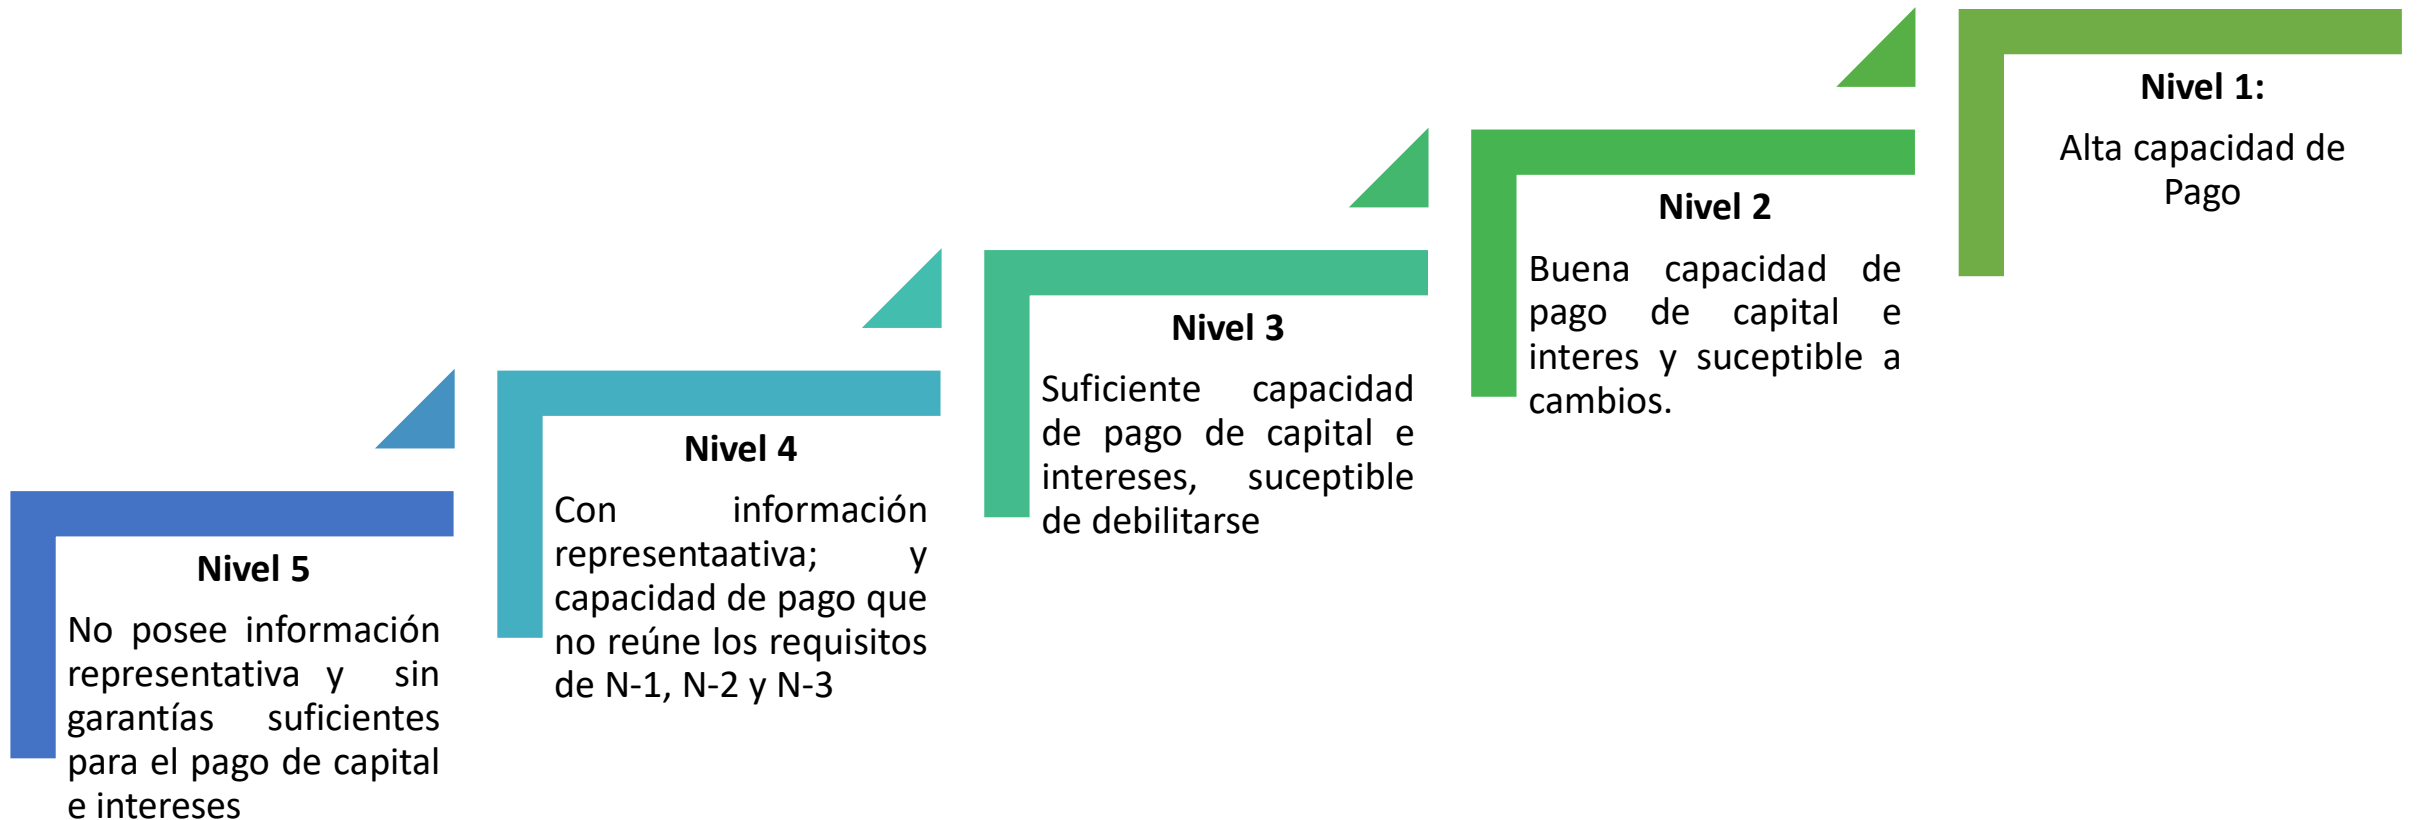 Nivel 5
No posee información
representativa y sin
garantías suficientes
para el pago de capital
e intereses
Nivel 4
Con información
representaativa; y
capacidad de pago que
no reúne los requisitos
de N-1, N-2 y N-3
Nivel 3
Suficiente capacidad
de pago de capital e
intereses, suceptible
de debilitarse
Nivel 2
Buena capacidad de
pago de capital e
interes y suceptible a
cambios.
Nivel 1:
Alta capacidad de
Pago